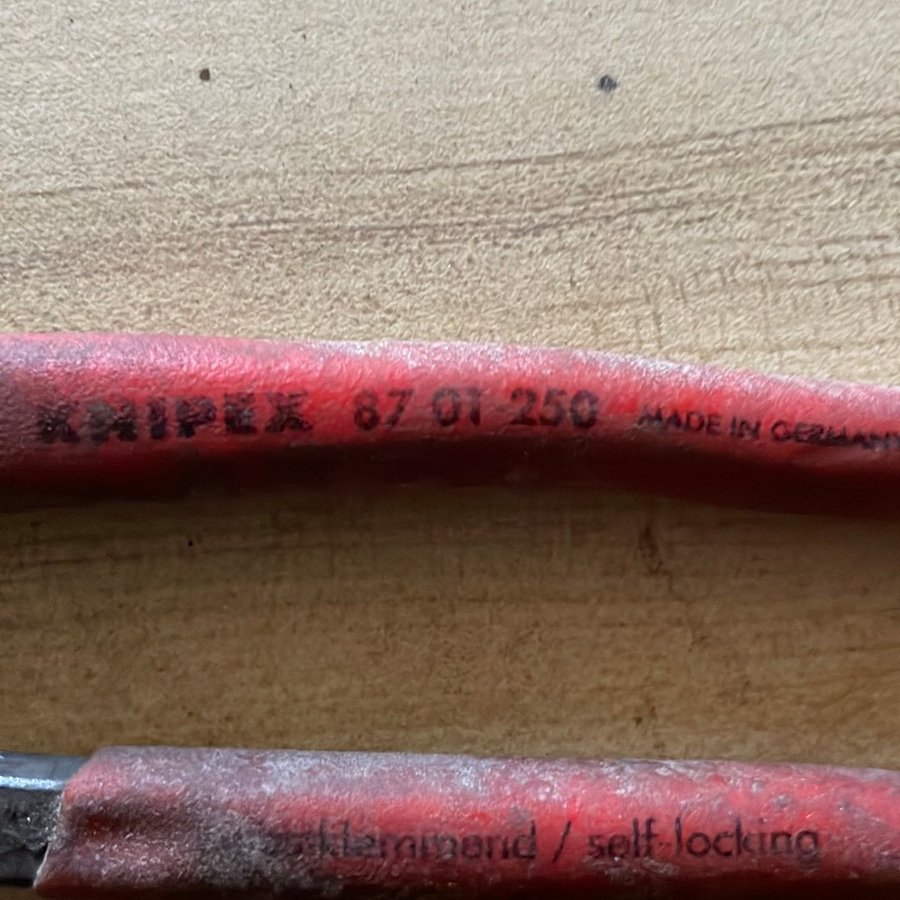 KNIPEX 87 01 250 MADE IN GERMANY
/ self-locking